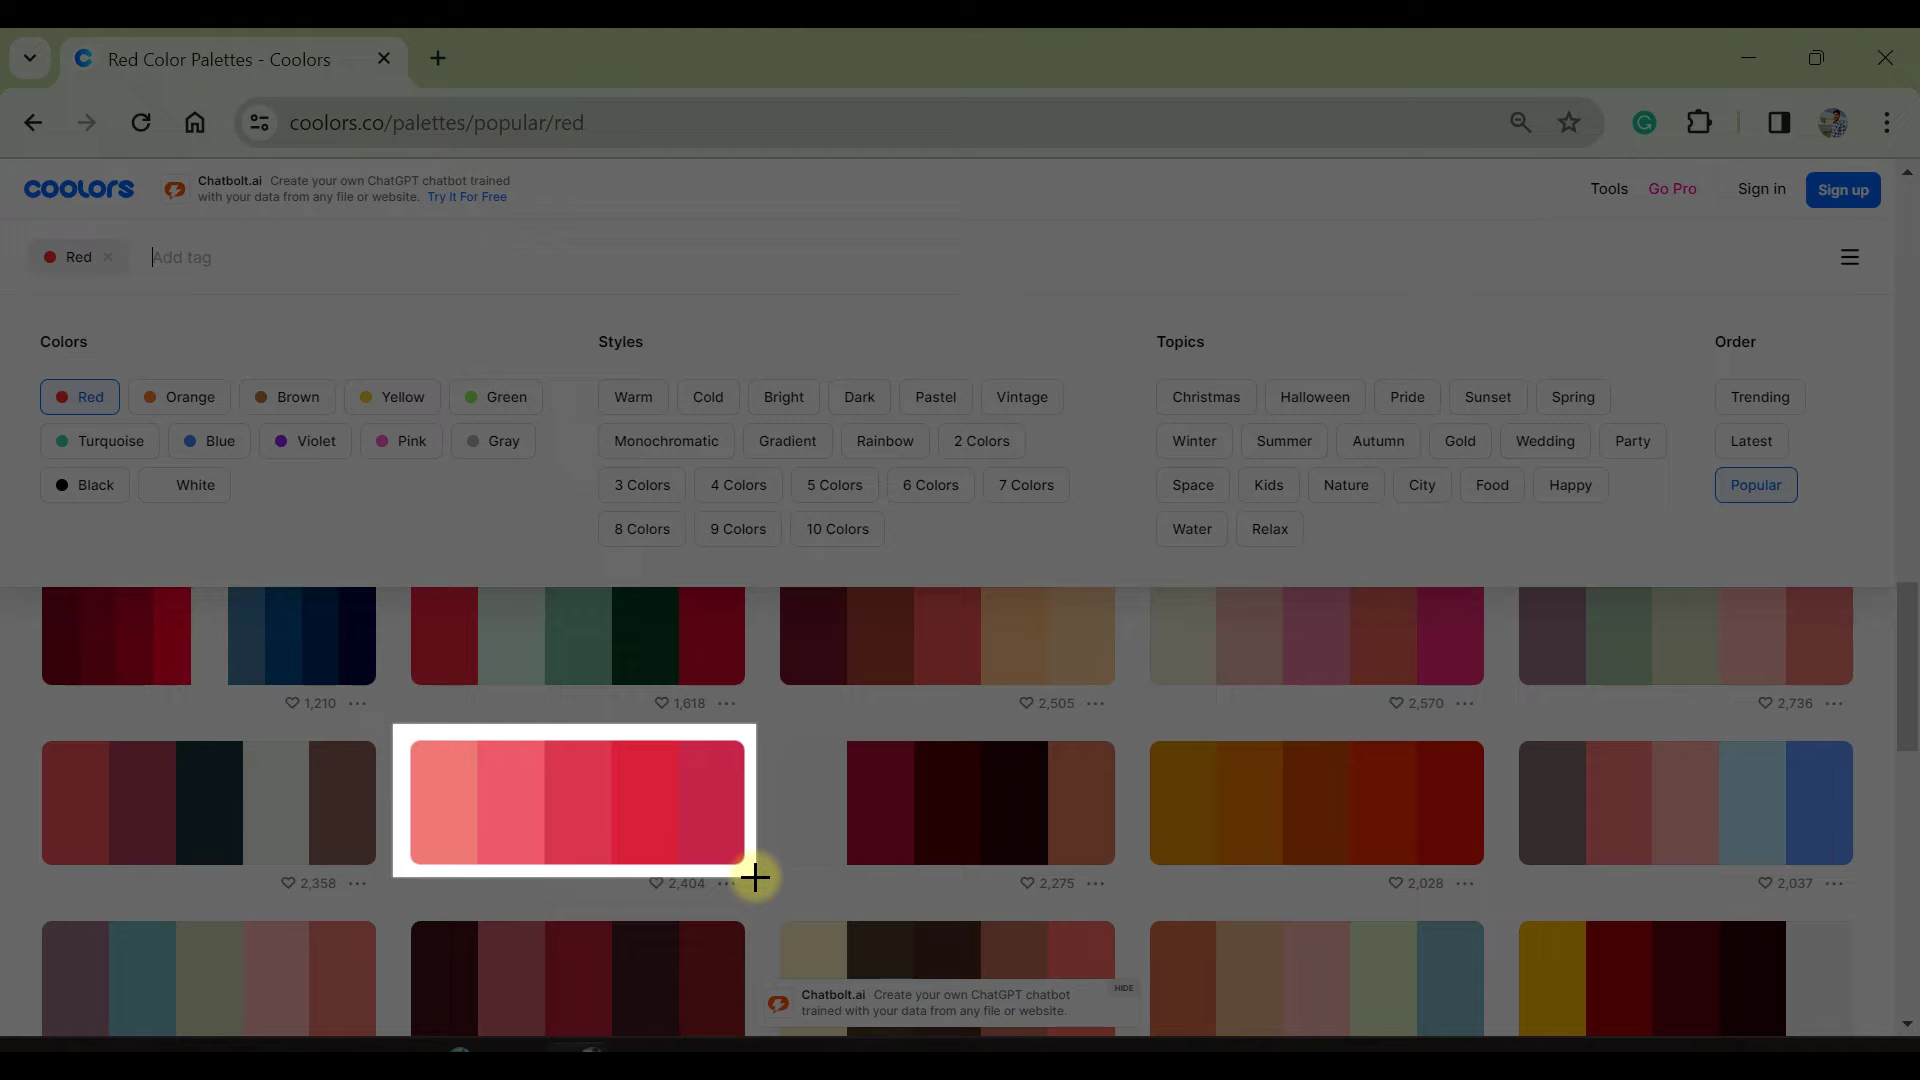 Red Color Palettes - Coolors
coolors.co/palettes/popular/red
coolors
Chatbolt.ai Create your own ChatGPT chatbot trained
with your data from any file or website. Try It For Free
Tools Go Pro Sign in Sign up
Red Add tag
Colors
Red Orange Brown Yellow Green
Turquoise Blue Violet Pink Gray
Black White
Styles
Warm Cold Bright Dark Pastel Vintage
Monochromatic Gradient Rainbow 2 Colors
3 Colors 4 Colors 5 Colors 6 Colors 7 Colors
8 Colors 9 Colors 10 Colors
Topics
Christmas Halloween Pride Sunset Spring
Winter Summer Autumn Gold Wedding Party
Space Kids Nature City Food Happy
Water Relax
Order
Trending
Latest
Popular
1,210 1,618 2,505 2,570 2,736
2,358 2,404 2,275 2,028 2,037
Chatbolt.ai Create your own ChatGPT chatbot
trained with your data from any file or website.
HIDE